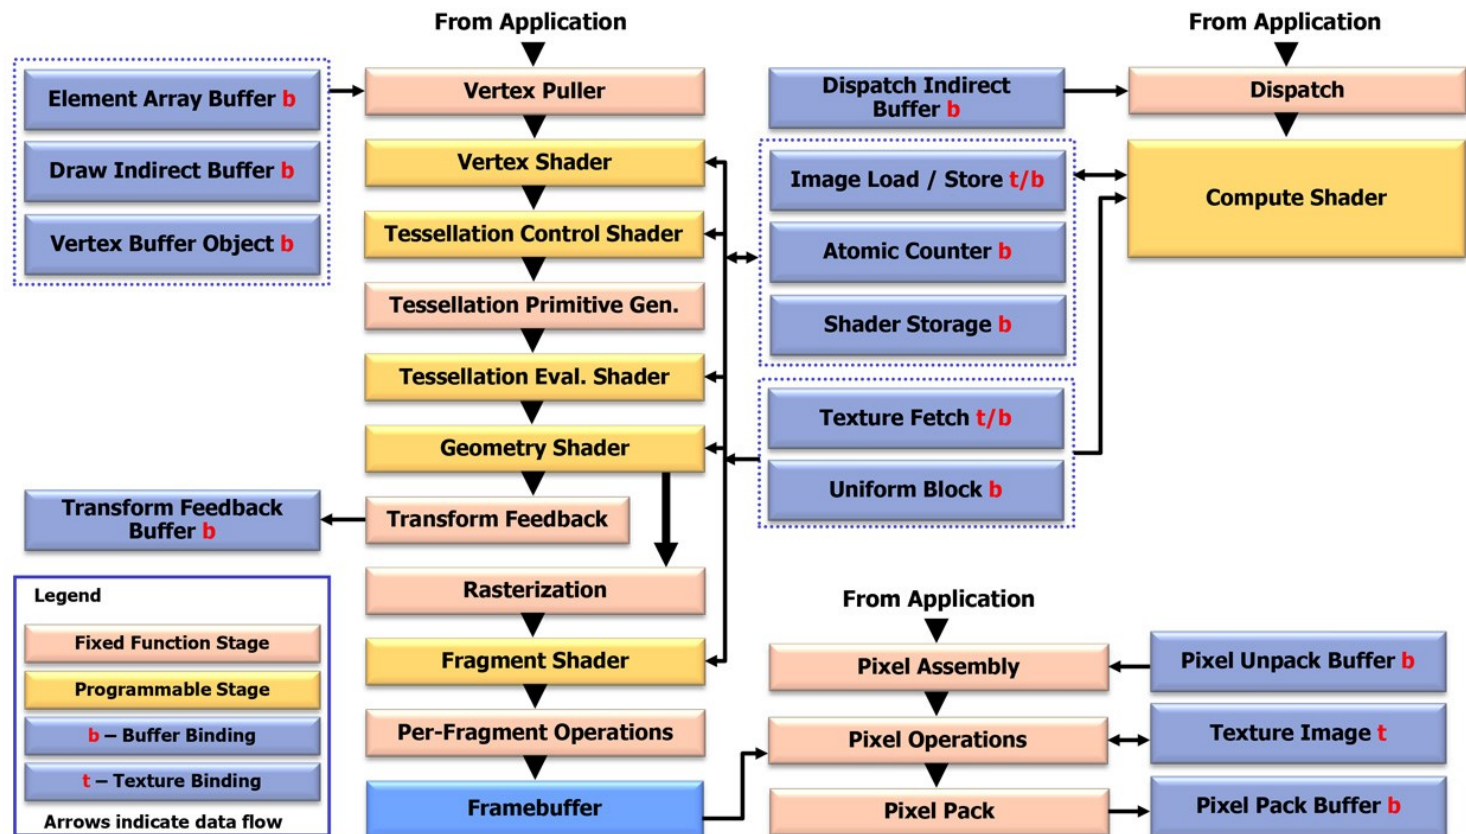 From Application
Element Array Buffer b
Draw Indirect Buffer b
Vertex Buffer Object b
Vertex Puller
Vertex Shader
Tessellation Control Shader
Tessellation Primitive Gen.
Tessellation Eval. Shader
Geometry Shader
Transform Feedback
Transform Feedback
Buffer b
Rasterization
Fragment Shader
Per-Fragment Operations
Framebuffer
Legend
Fixed Function Stage
Programmable Stage
b – Buffer Binding
t – Texture Binding
Arrows indicate data flow
From Application
Dispatch Indirect
Buffer b
Dispatch
Image Load / Store t/b
Atomic Counter b
Shader Storage b
Compute Shader
Texture Fetch t/b
Uniform Block b
From Application
Pixel Assembly
Pixel Unpack Buffer b
Pixel Operations
Texture Image t
Pixel Pack
Pixel Pack Buffer b